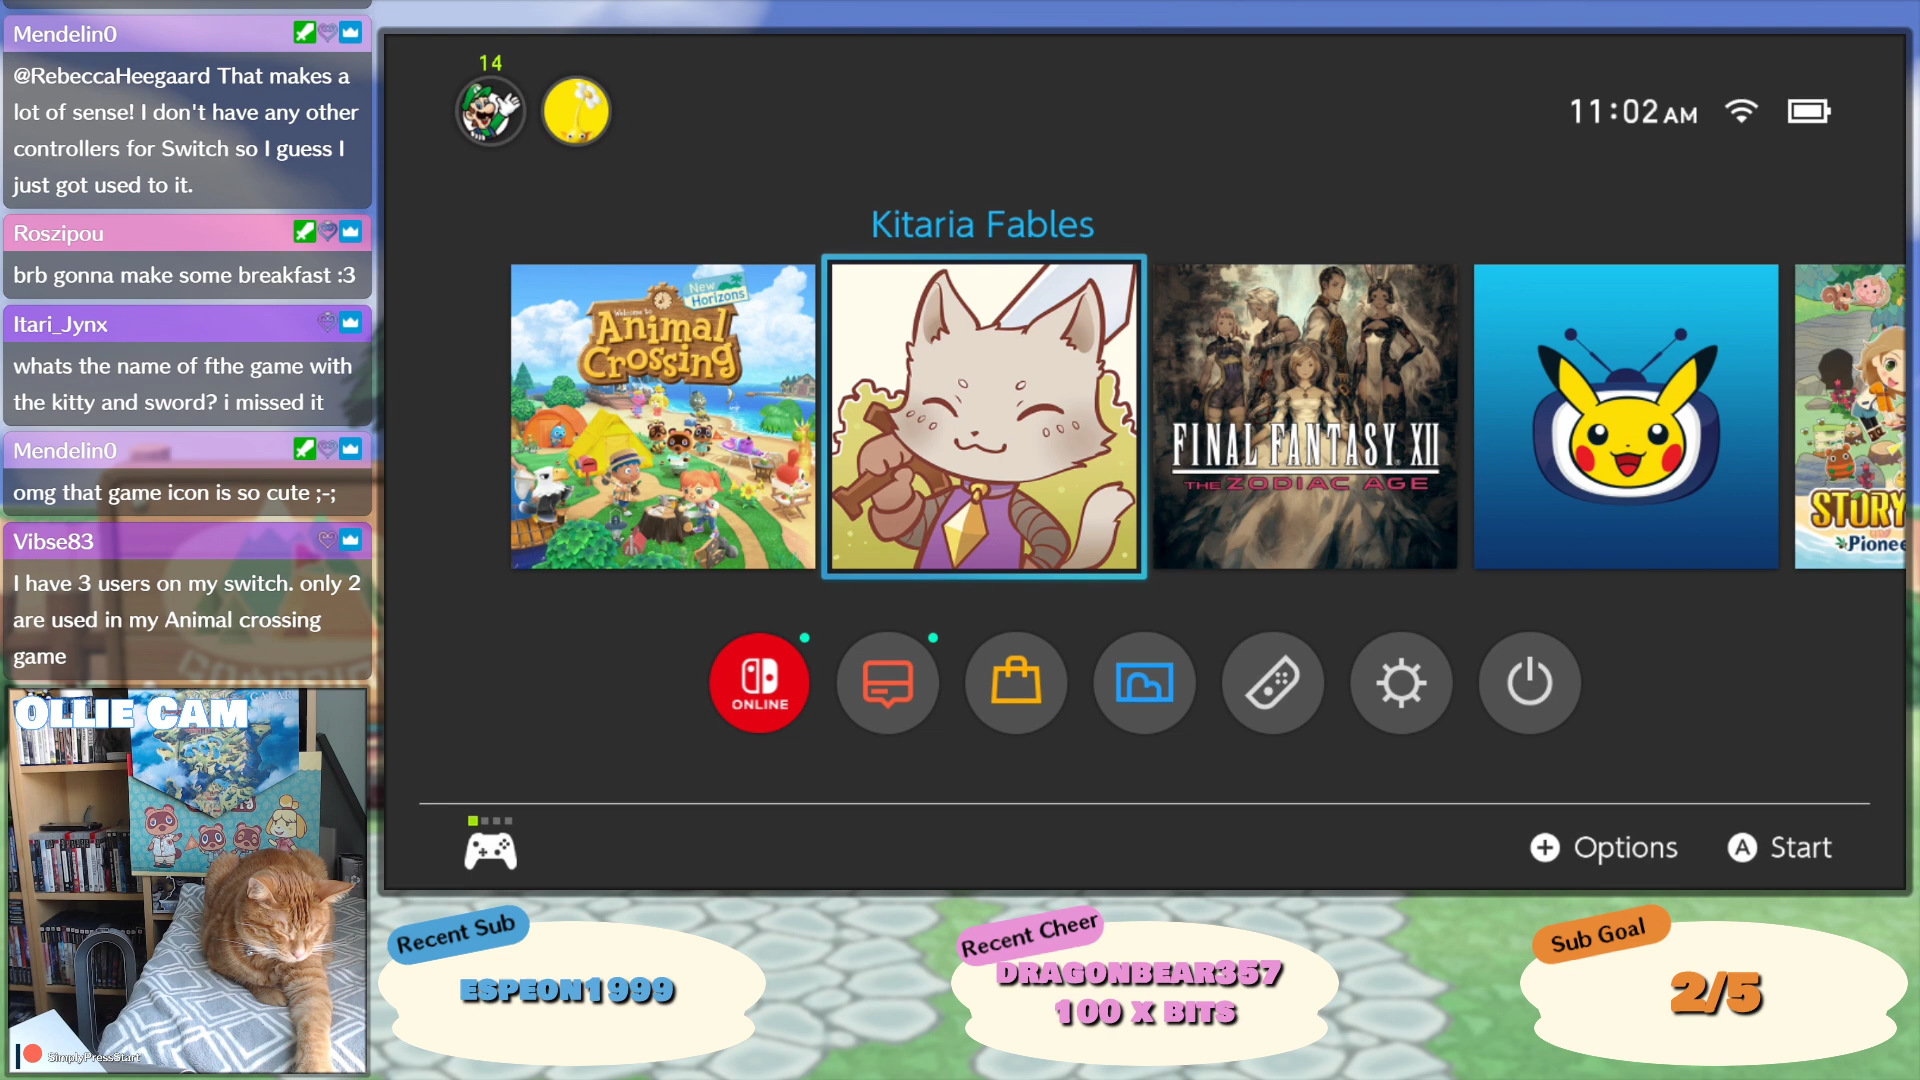 Mendelin0
@RebeccaHeegaard That makes a
lot of sense! I don't have any other
controllers for Switch so I guess I
just got used to it.
Roszipou
brb gonna make some breakfast :3
Itari_Jynx
whats the name of fthe game with
the kitty and sword? i missed it
Mendelin0
omg that game icon is so cute ;-;
Vibse83
I have 3 users on my switch. only 2
are used in my Animal crossing
game
OLLIE CAM
SimplyPressStart
14
11:02 AM
Kitaria Fables
New
Horizons
Welcome to
Animal
Crossing
FINAL FANTASY XII
THE ZODIAC AGE
STORY
Pionee
ONLINE
+ Options
A Start
Recent Sub
ESPEON1999
Recent Cheer
DRAGONBEAR357
100 X BITS
Sub Goal
2/5